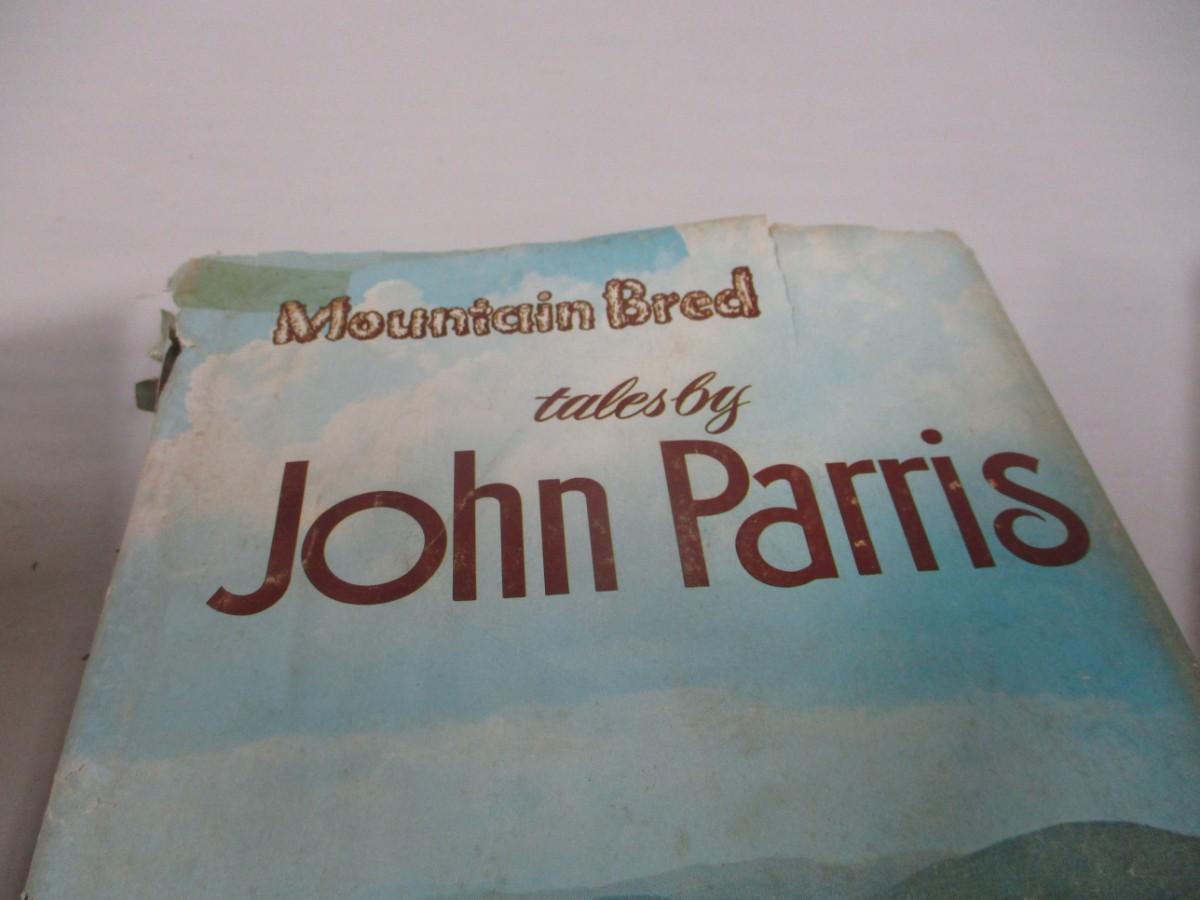 Mountain Bred
tales by
John Parris